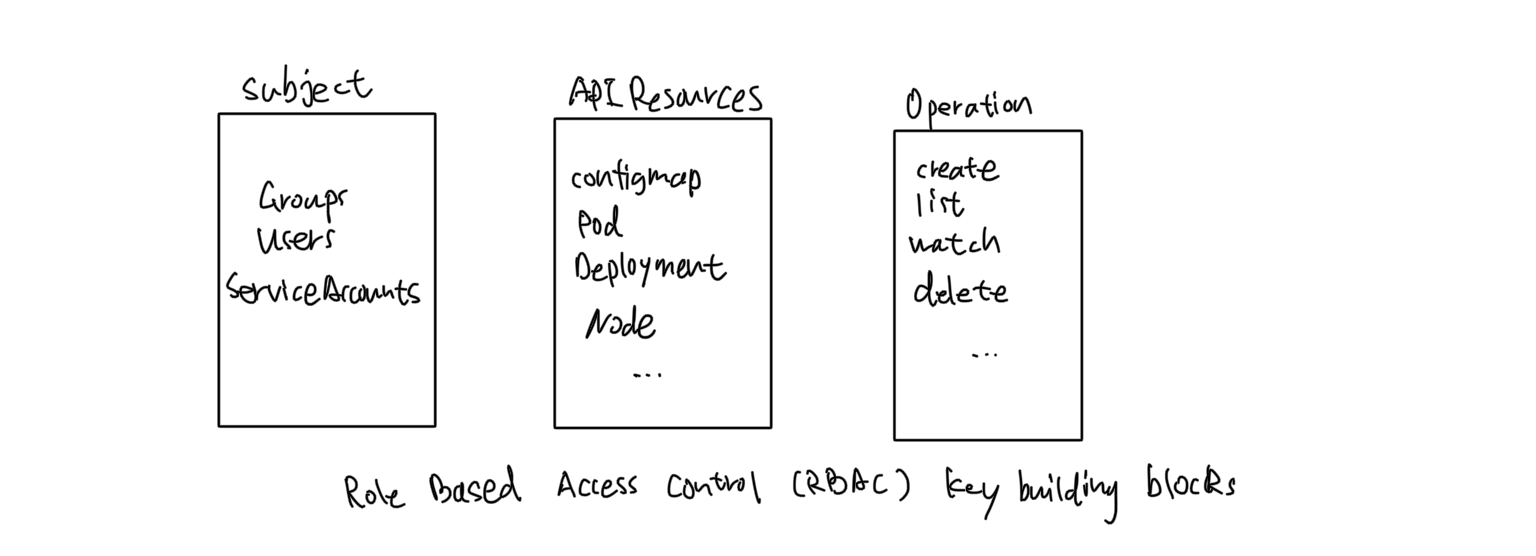 subject
Groups
Users
ServiceAccounts
API Resources
configmap
Pod
Deployment
Node
...
Operation
create
list
watch
delete
...
Role Based Access Control (RBAC) key building blocks